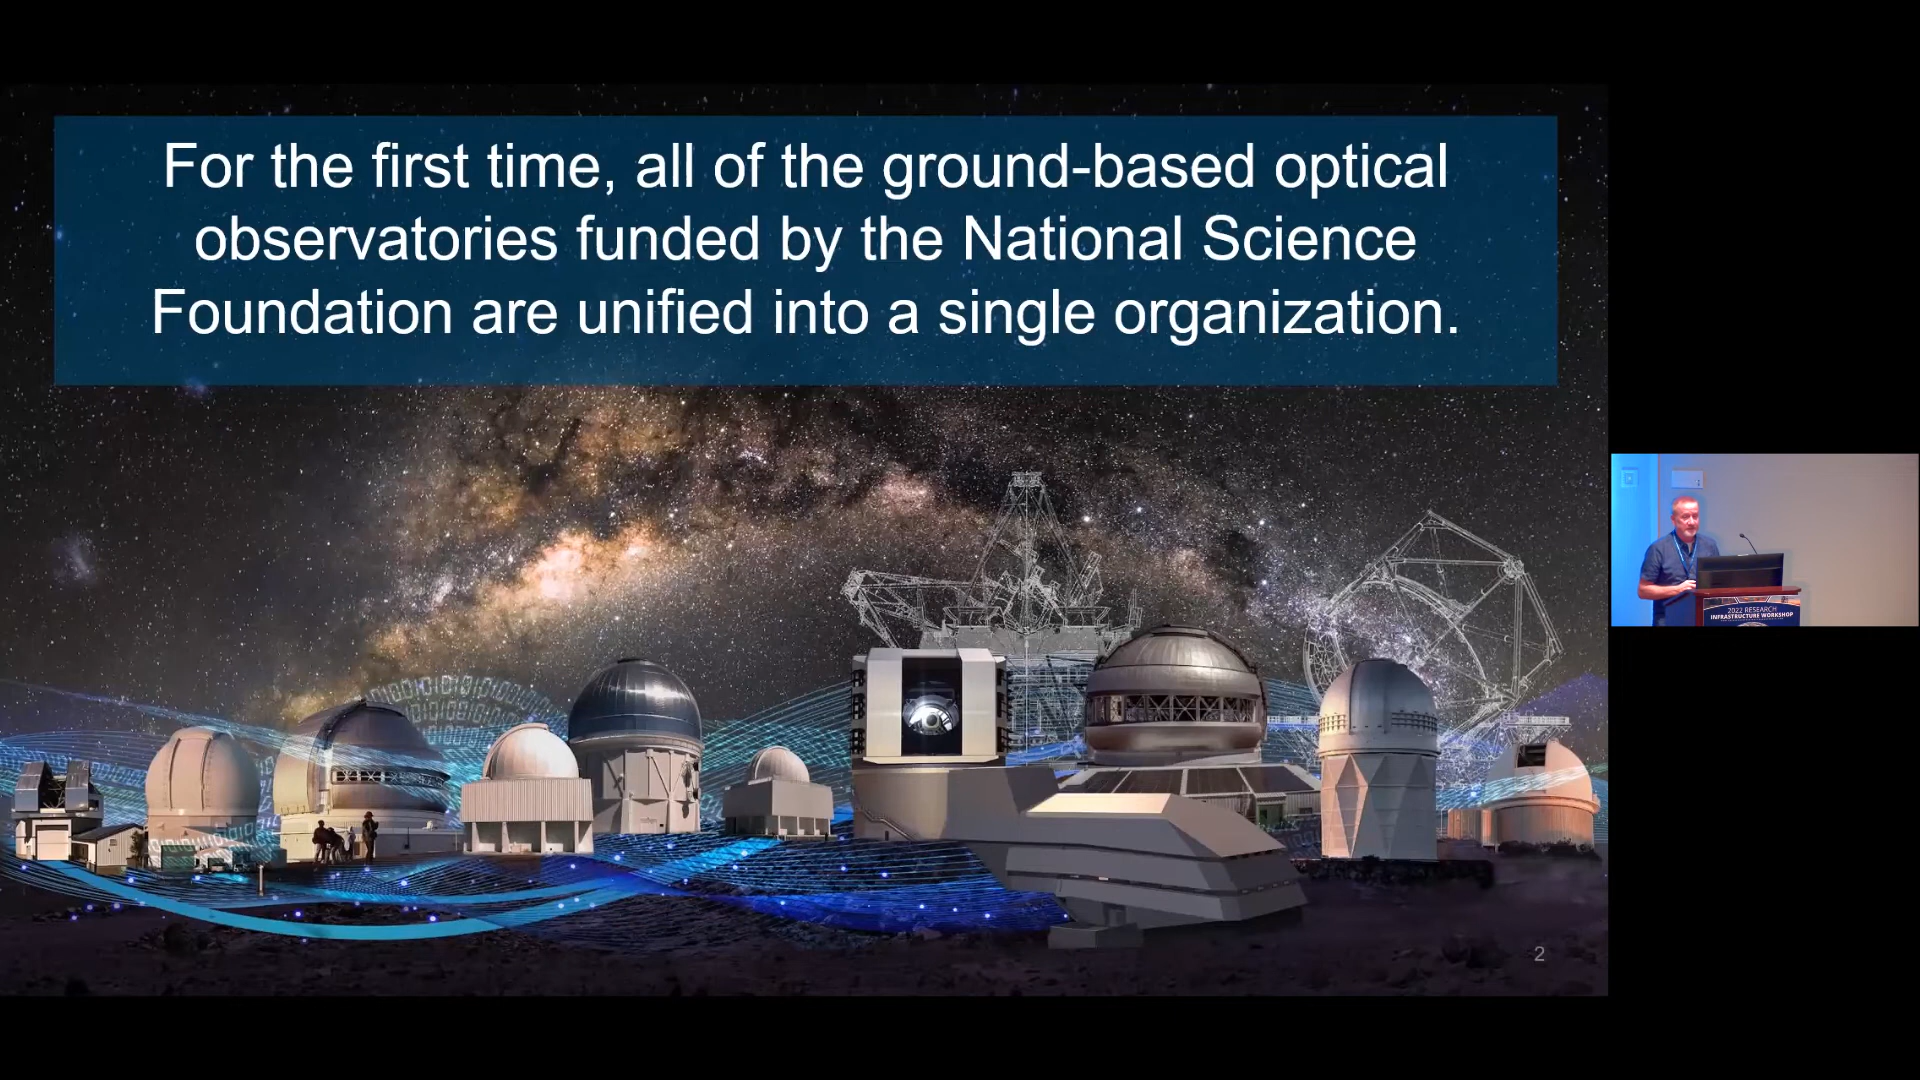 For the first time, all of the ground-based optical
observatories funded by the National Science
Foundation are unified into a single organization.
2
2022 RESEARCH
INFRASTRUCTURE WORKSHOP